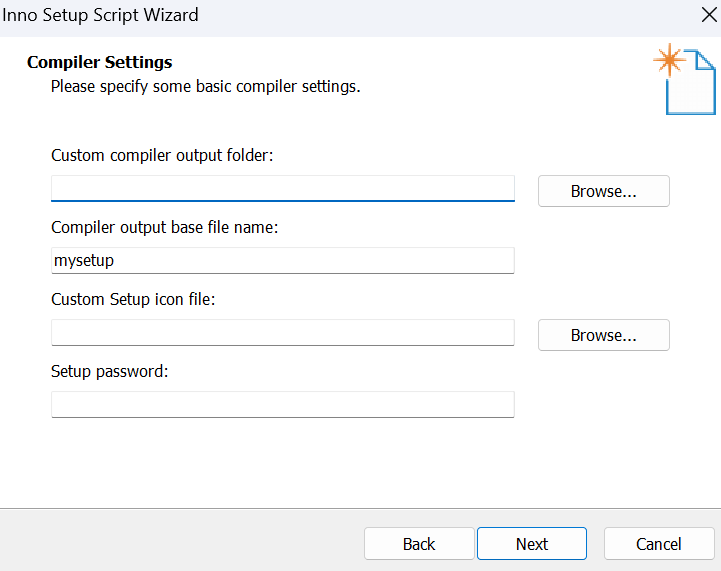 Inno Setup Script Wizard
Compiler Settings
Please specify some basic compiler settings.
Custom compiler output folder:
Browse...
Compiler output base file name:
mysetup
Custom Setup icon file:
Browse...
Setup password:
Back
Next
Cancel